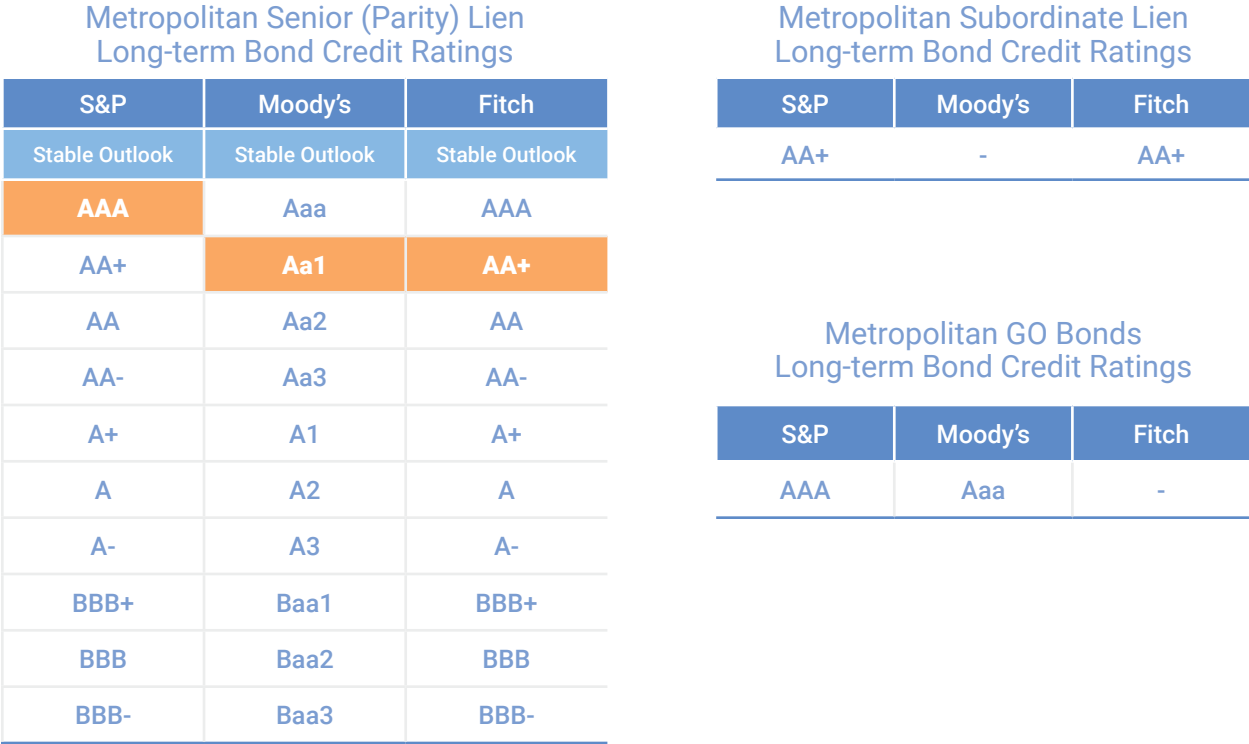 Metropolitan Senior (Parity) Lien
Long-term Bond Credit Ratings
S&P Moody’s Fitch
Stable Outlook Stable Outlook Stable Outlook
AAA Aaa AAA
AA+ Aa1 AA+
AA Aa2 AA
AA- Aa3 AA-
A+ A1 A+
A A2 A
A- A3 A-
BBB+ Baa1 BBB+
BBB Baa2 BBB
BBB- Baa3 BBB-
Metropolitan Subordinate Lien
Long-term Bond Credit Ratings
S&P Moody’s Fitch
AA+ - AA+
Metropolitan GO Bonds
Long-term Bond Credit Ratings
S&P Moody’s Fitch
AAA Aaa -